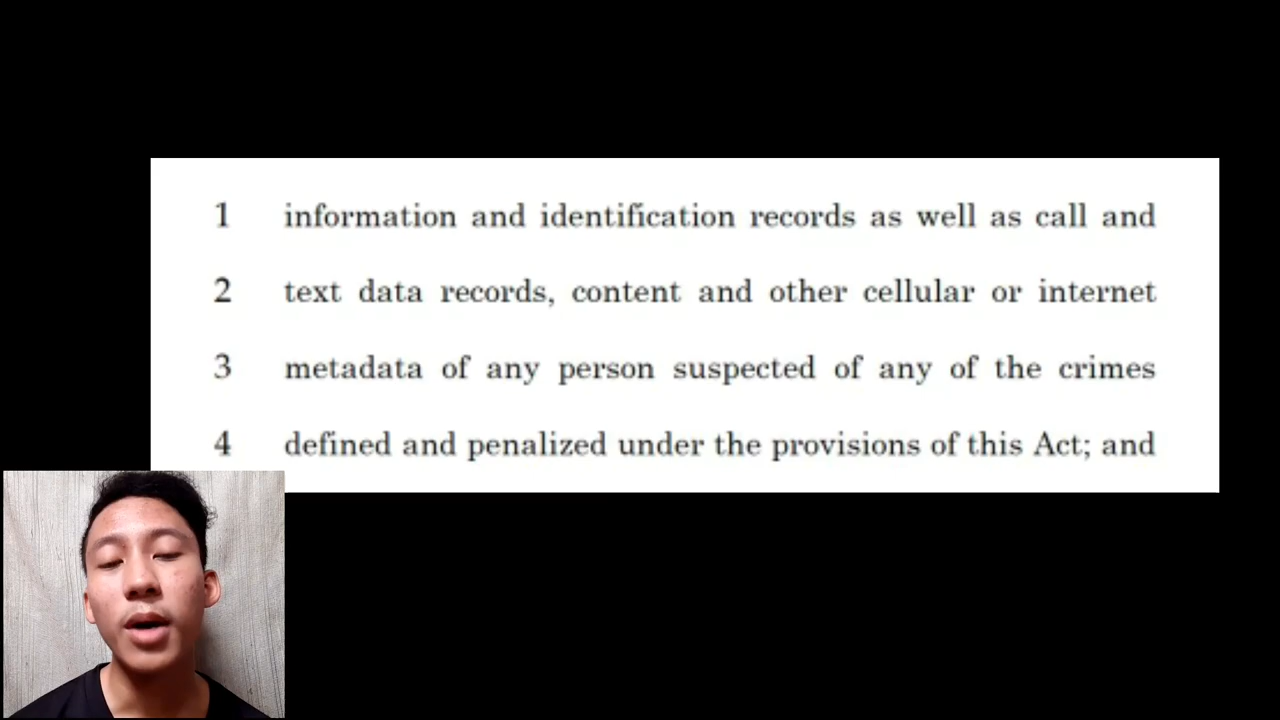 1 information and identification records as well as call and
2 text data records, content and other cellular or internet
3 metadata of any person suspected of any of the crimes
4 defined and penalized under the provisions of this Act; and